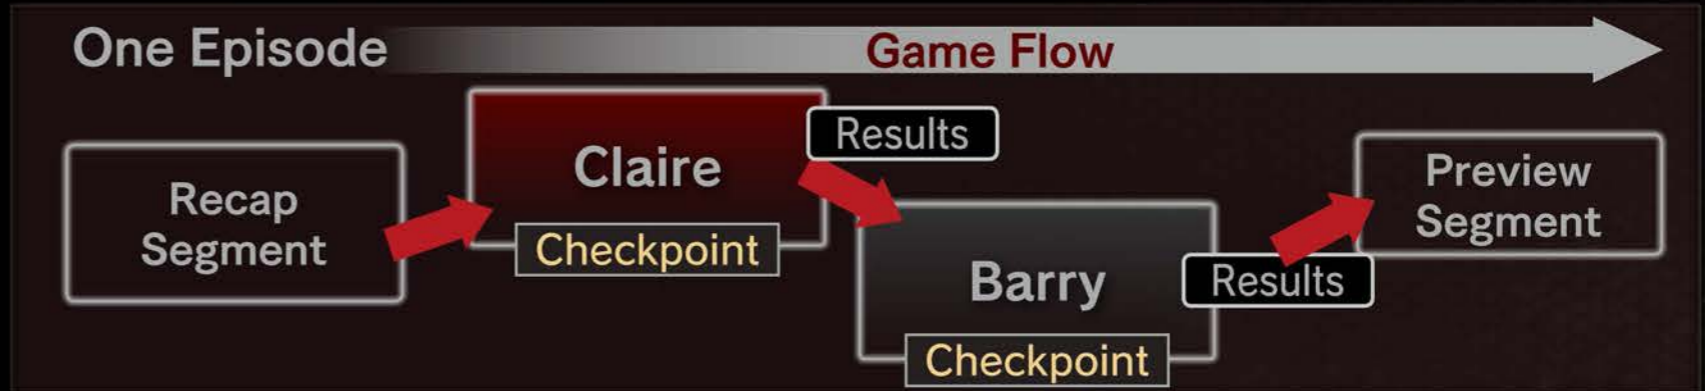 One Episode
Game Flow
Recap
Segment
Claire
Checkpoint
Results
Barry
Checkpoint
Results
Preview
Segment